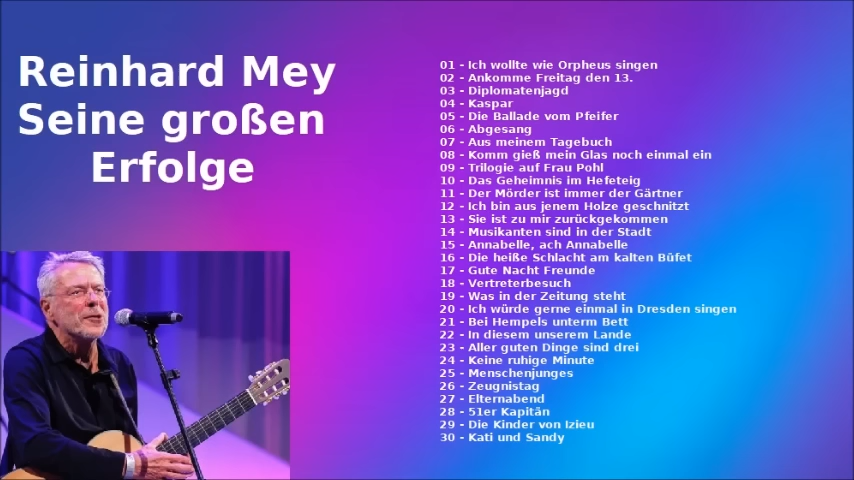 Reinhard Mey
Seine großen
Erfolge
01 - Ich wollte wie Orpheus singen
02 - Ankomme Freitag den 13.
03 - Diplomatenjagd
04 - Kaspar
05 - Die Ballade vom Pfeifer
06 - Abgesang
07 - Aus meinem Tagebuch
08 - Komm gieß mein Glas noch einmal ein
09 - Trilogie auf Frau Pohl
10 - Das Geheimnis im Hefeteig
11 - Der Mörder ist immer der Gärtner
12 - Ich bin aus jenem Holze geschnitzt
13 - Sie ist zu mir zurückgekommen
14 - Musikanten sind in der Stadt
15 - Annabelle, ach Annabelle
16 - Die heiße Schlacht am kalten Büfet
17 - Gute Nacht Freunde
18 - Vertreterbesuch
19 - Was in der Zeitung steht
20 - Ich würde gerne einmal in Dresden singen
21 - Bei Hempels unterm Bett
22 - In diesem unserem Lande
23 - Aller guten Dinge sind drei
24 - Keine ruhige Minute
25 - Menschenjunges
26 - Zeugnistag
27 - Elternabend
28 - 51er Kapitän
29 - Die Kinder von Izieu
30 - Kati und Sandy